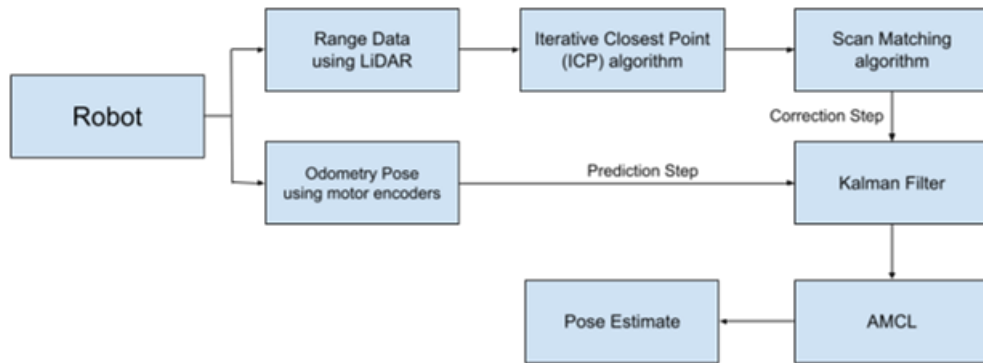 Robot
Range Data
using LiDAR
Iterative Closest Point
(ICP) algorithm
Scan Matching
algorithm
Correction Step
Odometry Pose
using motor encoders
Prediction Step
Kalman Filter
Pose Estimate
AMCL